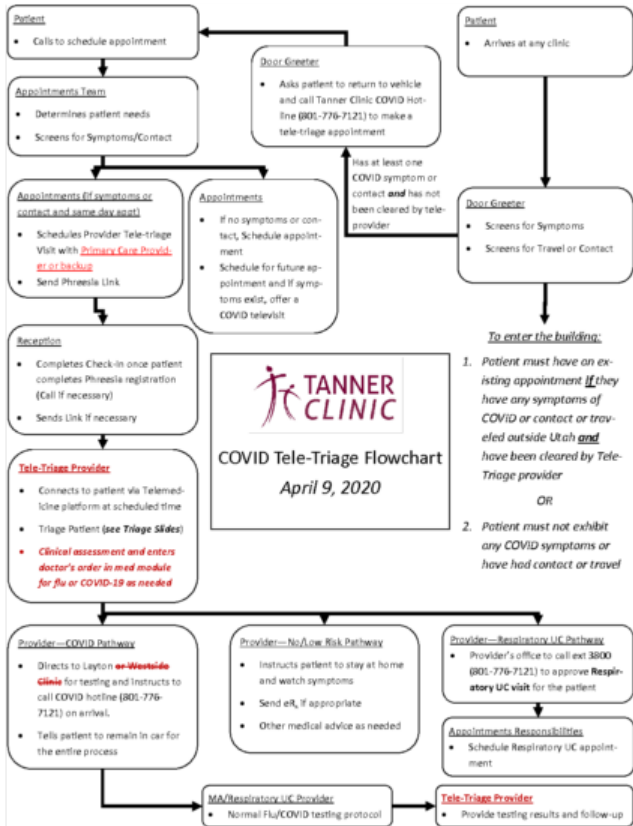 Patient
• Calls to schedule appointment
Appointments Team
• Determines patient needs
• Screens for Symptoms/Contact
Appointments (If symptoms or
contact and same day appt)
• Schedules Provider Tele-triage
Visit with Primary Care Provid-
er or backup
• Send Phreesia Link
Appointments
• If no symptoms or con-
tact, Schedule appoint-
ment
• Schedule for future ap-
pointment and if symp-
toms exist, offer a
COVID televisit
Door Greeter
• Asks patient to return to vehicle
and call Tanner Clinic COVID Hot-
line (801-776-7121) to make a
tele-triage appointment
Has at least one
COVID symptom or
contact and has not
been cleared by tele-
provider
Patient
• Arrives at any clinic
Door Greeter
• Screens for Symptoms
• Screens for Travel or Contact
To enter the building:
1. Patient must have an ex-
isting appointment if they
have any symptoms of
COVID or contact or trav-
eled outside Utah and
have been cleared by Tele-
Triage provider
OR
2. Patient must not exhibit
any COVID symptoms or
have had contact or travel
Reception
• Completes Check-in once patient
completes Phreesia registration
(Call if necessary)
• Sends Link if necessary
TANNER
CLINIC
COVID Tele-Triage Flowchart
April 9, 2020
Tele-Triage Provider
• Connects to patient via Telemed-
icine platform at scheduled time
• Triage Patient (see Triage Slides)
• Clinical assessment and enters
doctor's order in med module
for flu or COVID-19 as needed
Provider—COVID Pathway
• Directs to Layton or Westside
Clinic for testing and instructs to
call COVID hotline (801-776-
7121) on arrival.
• Tells patient to remain in car for
the entire process
Provider—No/Low Risk Pathway
• Instructs patient to stay at home
and watch symptoms
• Send eRx if appropriate
• Other medical advice as needed
Provider—Respiratory UC Pathway
• Provider's office to call ext 3800
(801-776-7121) to approve Respir-
atory UC visit for the patient
Appointments Responsibilities
• Schedule Respiratory UC appoint-
ment
MA/Respiratory UC Provider
• Normal Flu/COVID testing protocol
Tele-Triage Provider
• Provide testing results and follow-up